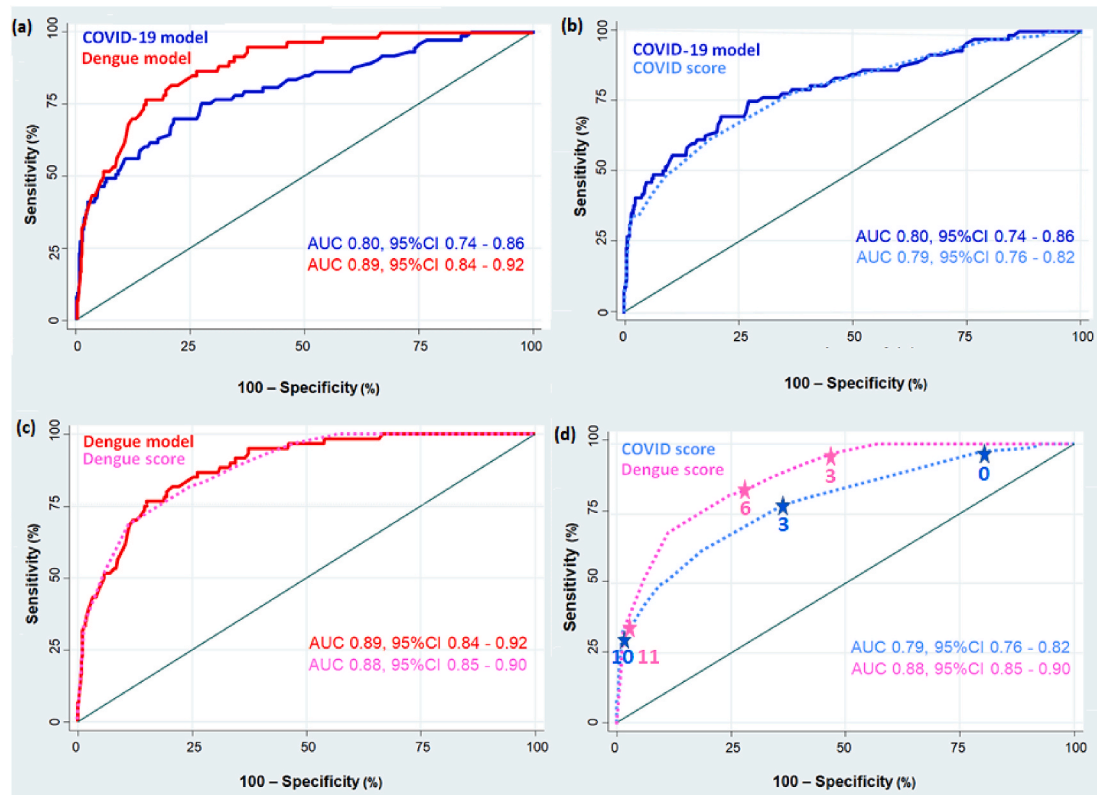 (a)
COVID-19 model
Dengue model
Sensitivity (%)
100
75
50
25
0
AUC 0.80, 95%CI 0.74 - 0.86
AUC 0.89, 95%CI 0.84 - 0.92
0 25 50 75 100
100 – Specificity (%)
(b)
COVID-19 model
COVID score
Sensitivity (%)
100
75
50
25
0
AUC 0.80, 95%CI 0.74 - 0.86
AUC 0.79, 95%CI 0.76 - 0.82
0 25 50 75 100
100 – Specificity (%)
(c)
Dengue model
Dengue score
Sensitivity (%)
100
75
50
25
0
AUC 0.89, 95%CI 0.84 - 0.92
AUC 0.88, 95%CI 0.85 - 0.90
0 25 50 75 100
100 – Specificity (%)
(d)
COVID score
Dengue score
Sensitivity (%)
100
75
50
25
0
3
0
6
3
10 11
AUC 0.79, 95%CI 0.76 - 0.82
AUC 0.88, 95%CI 0.85 - 0.90
0 25 50 75 100
100 – Specificity (%)